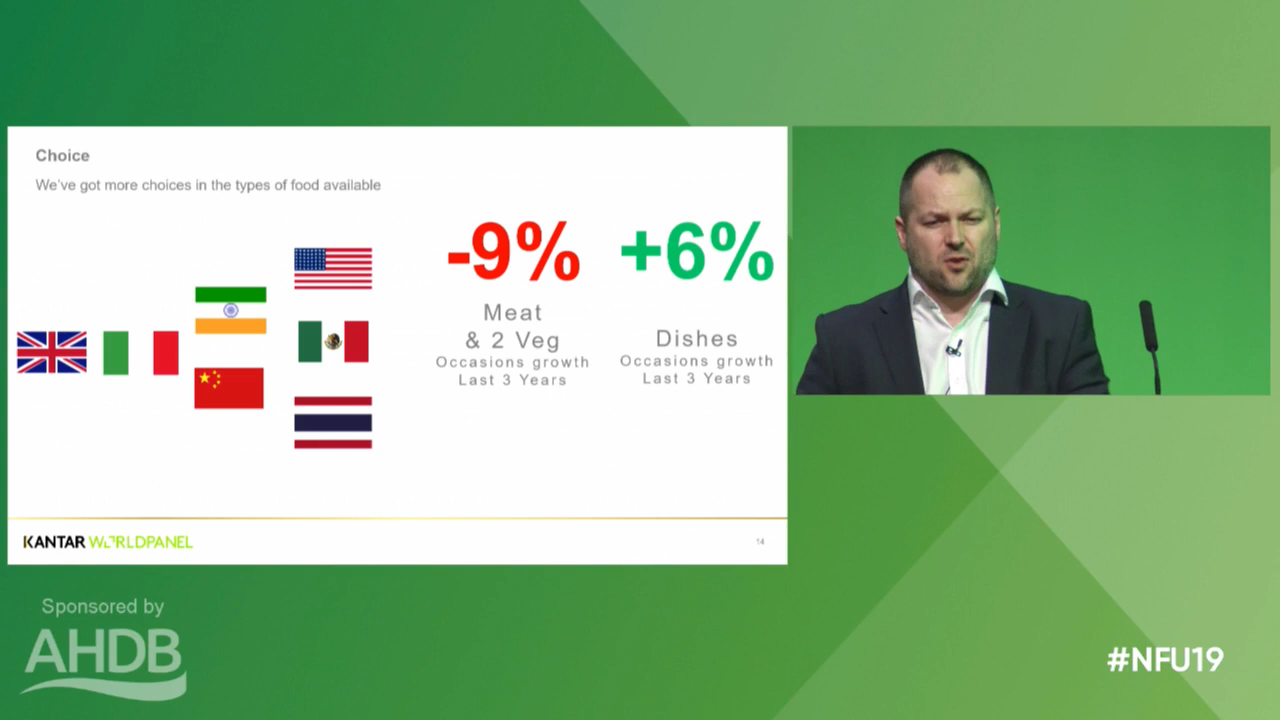 Choice
We've got more choices in the types of food available
-9%
Meat
& 2 Veg
Occasions growth
Last 3 Years
+6%
Dishes
Occasions growth
Last 3 Years
KANTAR WORLDPANEL
14
Sponsored by
AHDB
#NFU19